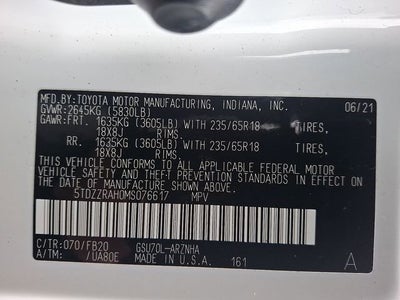 MFD.BY:TOYOTA MOTOR MANUFACTURING, INDIANA, INC. 06/21
GVWR:2645KG (5830LB)
GAWR:FRT. 1635KG (3605LB) WITH 235/65R18 TIRES,
18X8J RIMS.
RR. 1635KG (3605LB) WITH 235/65R18 TIRES,
18X8J RIMS.
THIS VEHICLE CONFORMS TO ALL APPLICABLE FEDERAL MOTOR
VEHICLE SAFETY AND THEFT PREVENTION STANDARDS IN EFFECT
ON THE DATE OF MANUFACTURE SHOWN ABOVE.
5TDZZRAH0MS076617 MPV
C/TR:070/FB20 GSU70L-ARZNHA
A/TM: /UA80E MADE IN U.S.A. 161 A